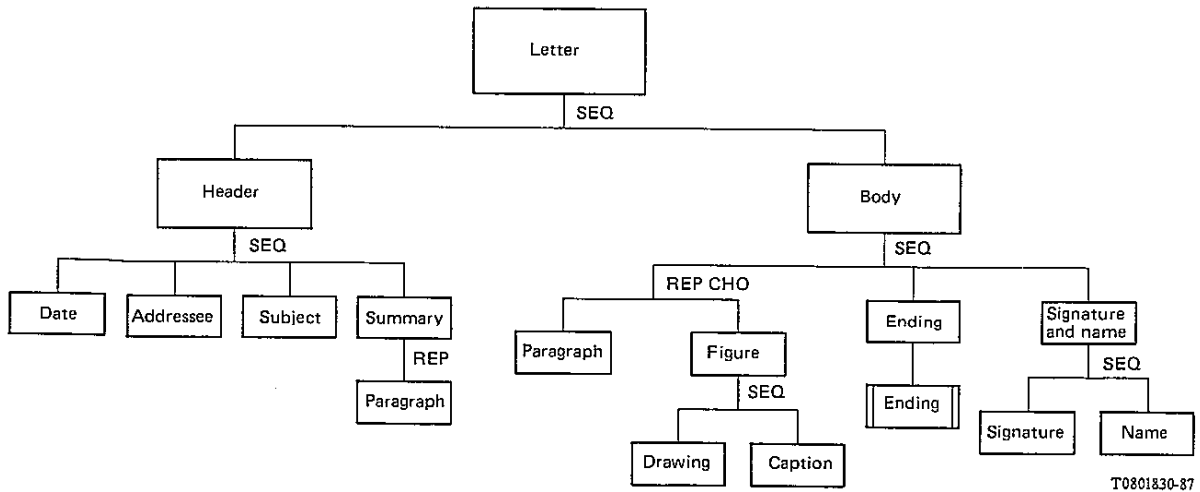 Letter
SEQ
Header
Body
SEQ
SEQ
REP CHO
Date
Addressee
Subject
Summary
Ending
Signature
and name
Paragraph
Figure
REP
SEQ
SEQ
Paragraph
Ending
Signature
Name
Drawing
Caption
T0801830-87